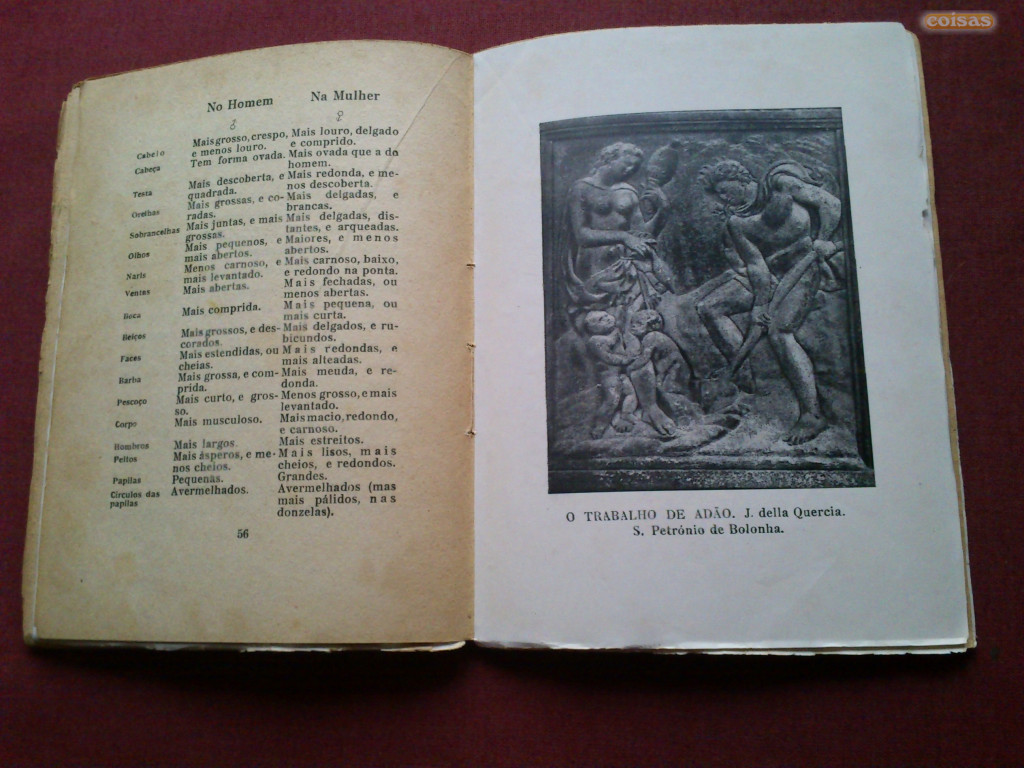 coisas
No Homem Na Mulher
♂ ♀
Cabelo Mais grosso, crespo, Mais louro, delgado
e menos louro. e comprido.
Cabeça Tem forma ovada. Mais ovada que a do
homem.
Testa Mais descoberta, e Mais redonda, e me-
quadrada. nos descoberta.
Orelhas Mais grossas, e co- Mais delgadas, e
radas. brancas.
Sobrancelhas Mais juntas, e mais Mais delgadas, dis-
grossas. tantes, e arqueadas.
Olhos Mais pequenos, e Maiores, e menos
mais abertos. abertos.
Naris Menos carnoso, e Mais carnoso, baixo,
mais levantado. e redondo na ponta.
Ventas Mais abertas. Mais fechadas, ou
menos abertas.
Boca Mais comprida. Mais pequena, ou
mais curta.
Beiços Mais grossos, e des- Mais delgados, e ru-
corados. bicundos.
Faces Mais estendidas, ou Mais redondas, e
cheias. mais alteadas.
Barba Mais grossa, e com- Mais meuda, e re-
prida. donda.
Pescoço Mais curto, e gros- Menos grosso, e mais
so. levantado.
Corpo Mais musculoso. Mais macio, redondo,
e carnoso.
Hombros Mais largos. Mais estreitos.
Peitos Mais ásperos, e me- Mais lisos, mais
nos cheios. cheios, e redondos.
Papilas Pequenas. Grandes.
Círculos das Avermelhados. Avermelhados (mas
papilas mais pálidos, nas
donzelas).
56
O TRABALHO DE ADÃO. J. della Quercia.
S. Petrónio de Bolonha.